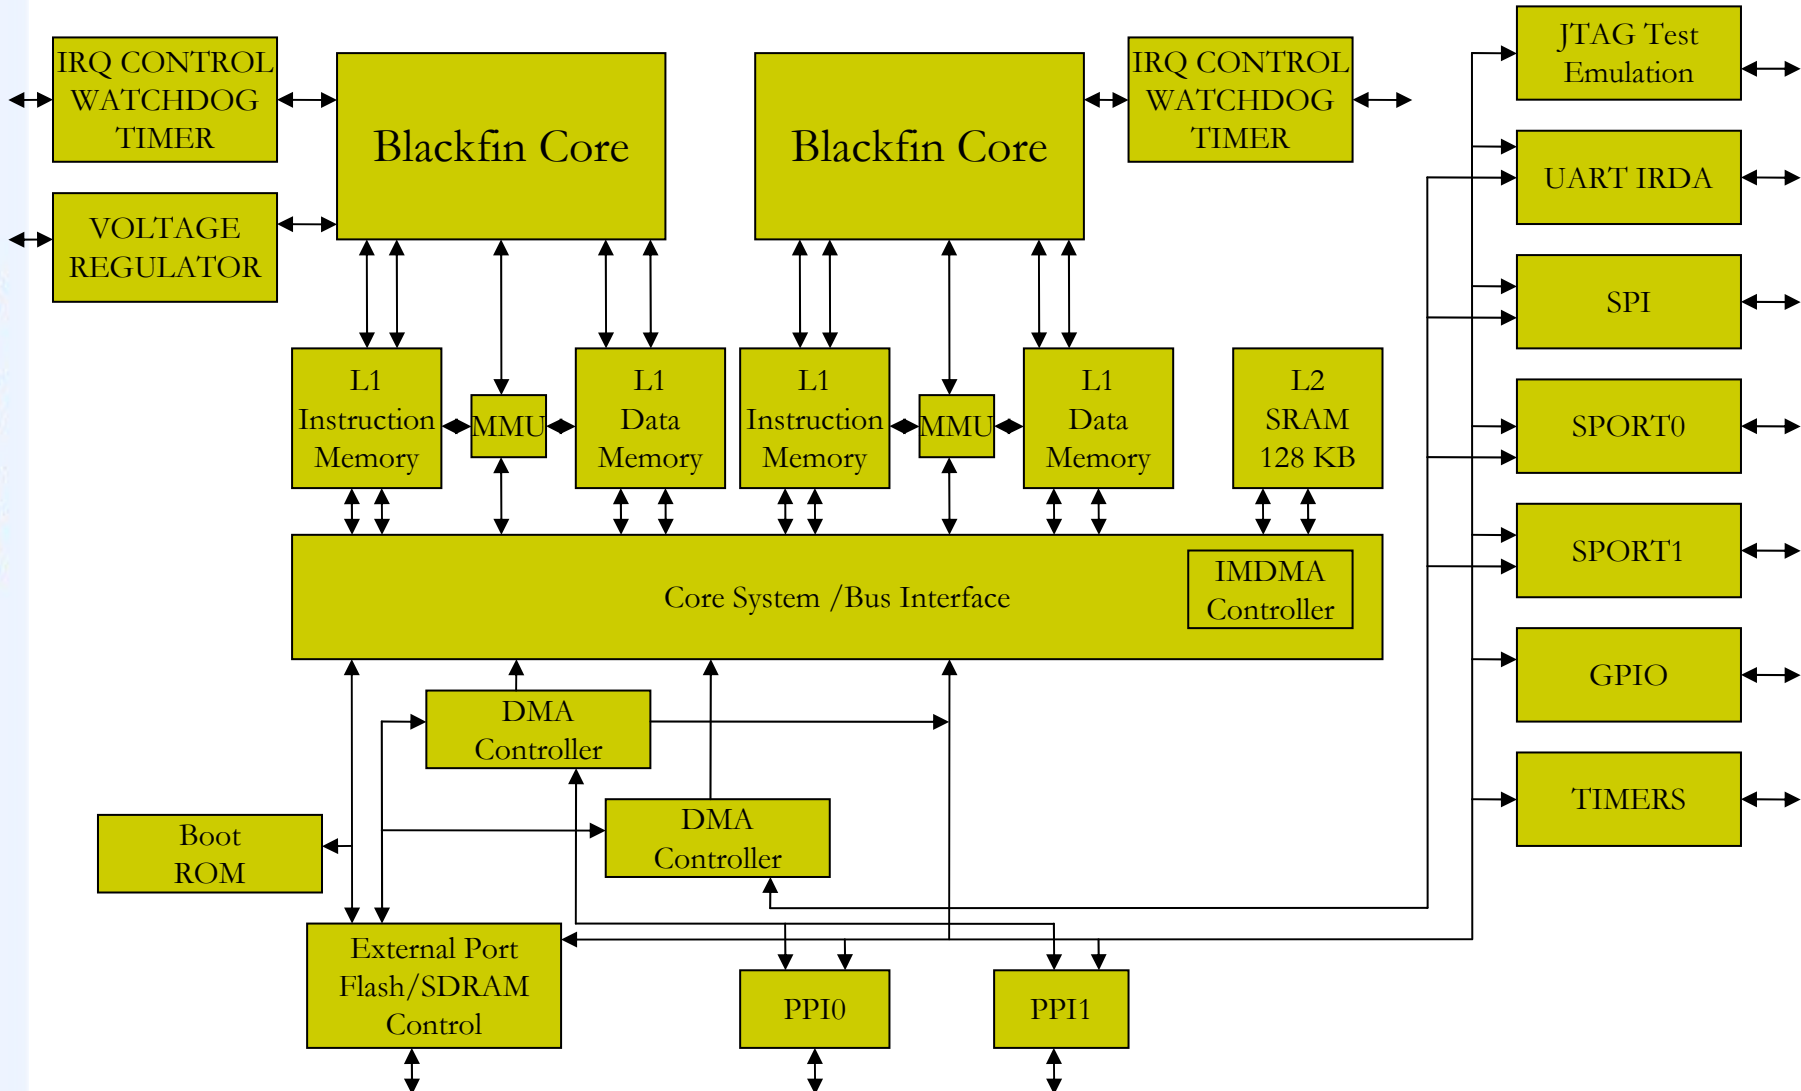 IRQ CONTROL
WATCHDOG
TIMER
Blackfin Core
Blackfin Core
IRQ CONTROL
WATCHDOG
TIMER
JTAG Test
Emulation
UART IRDA
VOLTAGE
REGULATOR
SPI
L1
Instruction
Memory
MMU
L1
Data
Memory
L1
Instruction
Memory
MMU
L1
Data
Memory
L2
SRAM
128 KB
SPORT0
SPORT1
Core System /Bus Interface
IMDMA
Controller
GPIO
DMA
Controller
TIMERS
DMA
Controller
Boot
ROM
External Port
Flash/SDRAM
Control
PPI0
PPI1